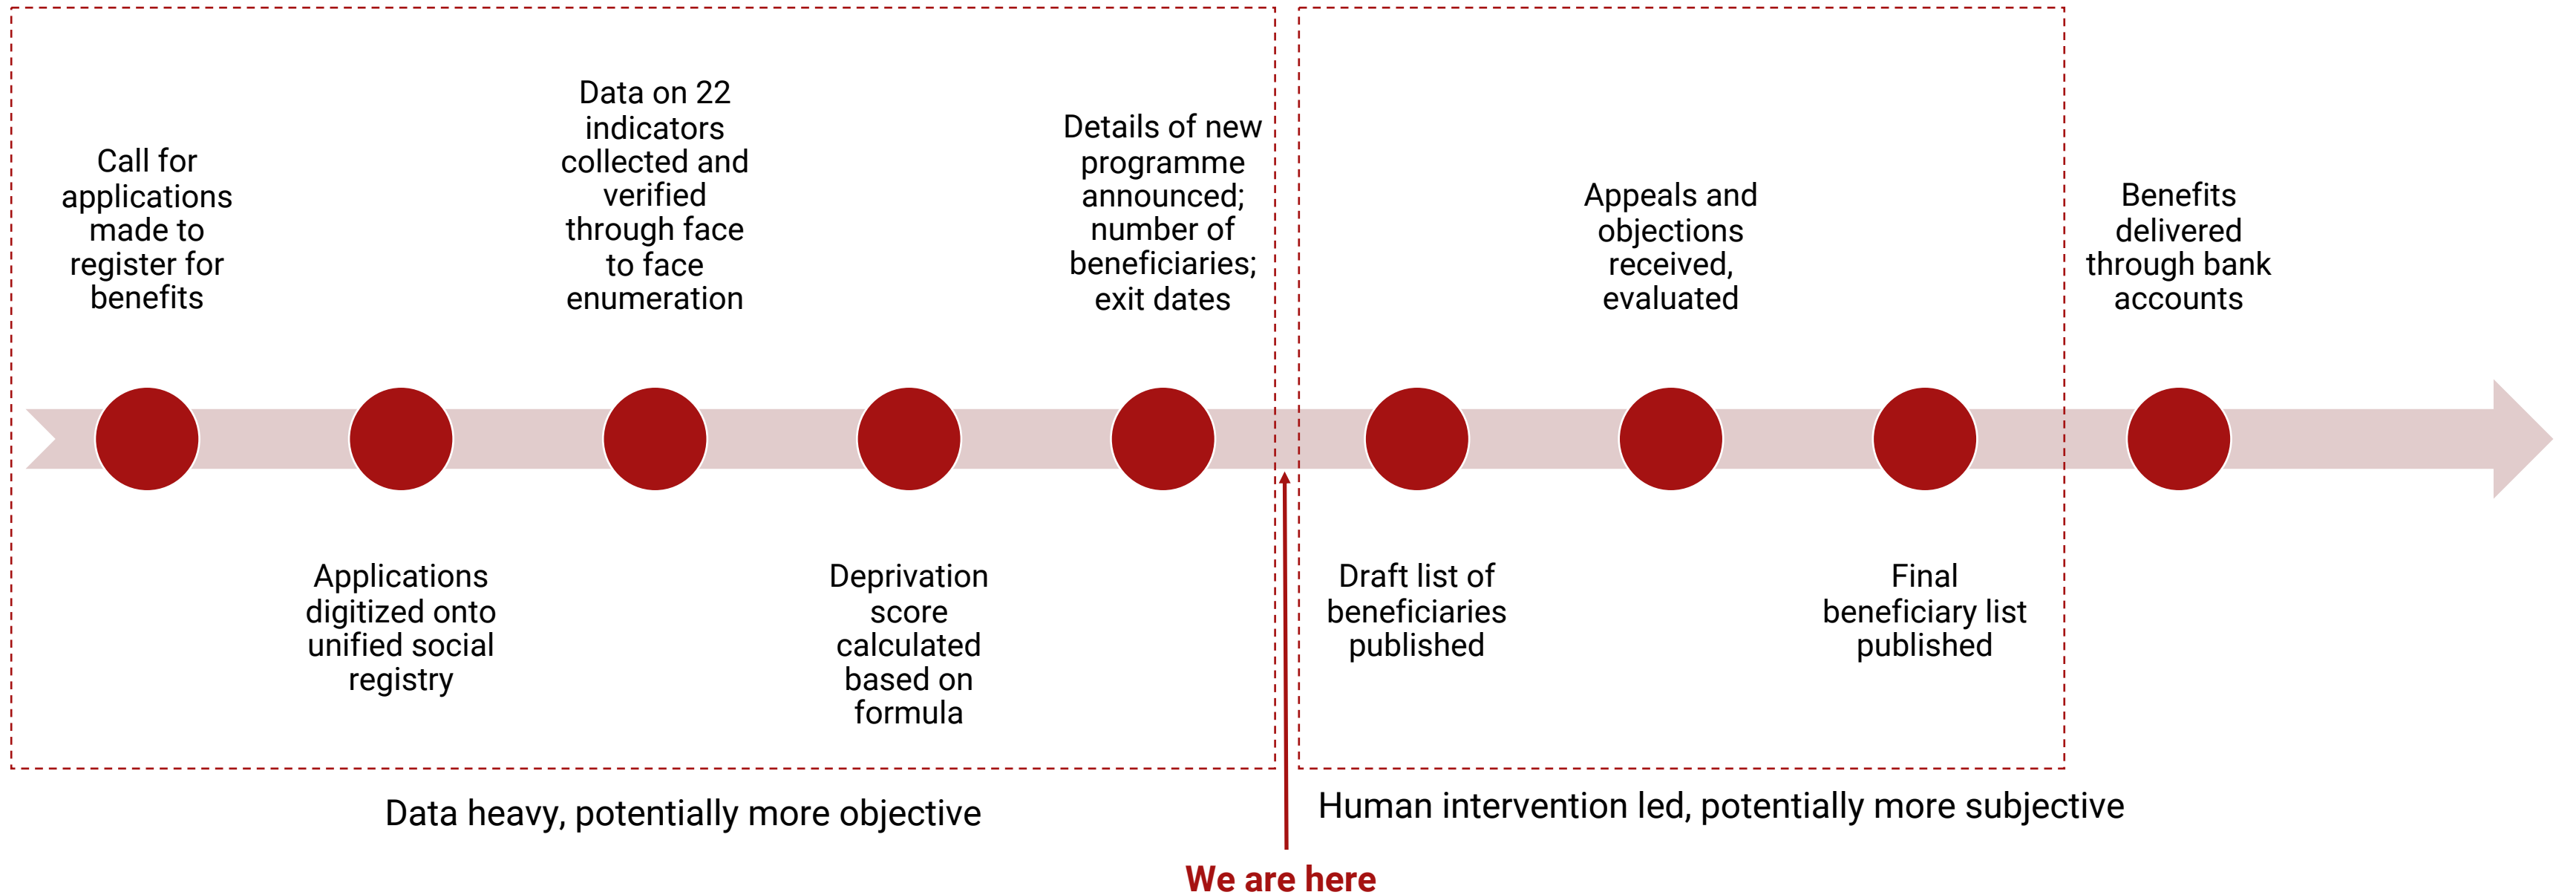 Call for
applications
made to
register for
benefits
Applications
digitized onto
unified social
registry
Data on 22
indicators
collected and
verified
through face
to face
enumeration
Deprivation
score
calculated
based on
formula
Details of new
programme
announced;
number of
beneficiaries;
exit dates
Draft list of
beneficiaries
published
Appeals and
objections
received,
evaluated
Final
beneficiary list
published
Benefits
delivered
through bank
accounts
Data heavy, potentially more objective
Human intervention led, potentially more subjective
We are here